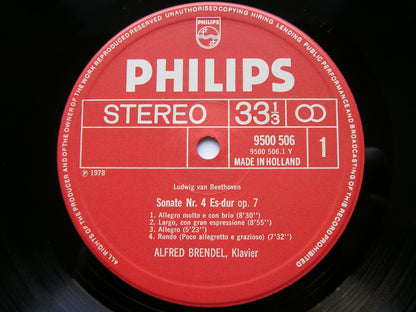 ALL RIGHTS OF THE PRODUCER AND OF THE OWNER OF THE WORK REPRODUCED RESERVED UNAUTHORISED COPYING HIRING LENDING PUBLIC PERFORMANCE AND BROADCASTING OF THIS RECORD PROHIBITED
PHILIPS
PHILIPS
STEREO 33 1/3 ∞
9500 506
9500 506.1 Y
MADE IN HOLLAND
1
℗ 1978
Ludwig van Beethoven
Sonate Nr. 4 Es-dur op. 7
1. Allegro molto e con brio (8'30")
2. Largo, con gran espressione (8'55")
3. Allegro (5'23")
4. Rondo (Poco allegretto e grazioso) (7'32")
ALFRED BRENDEL, Klavier